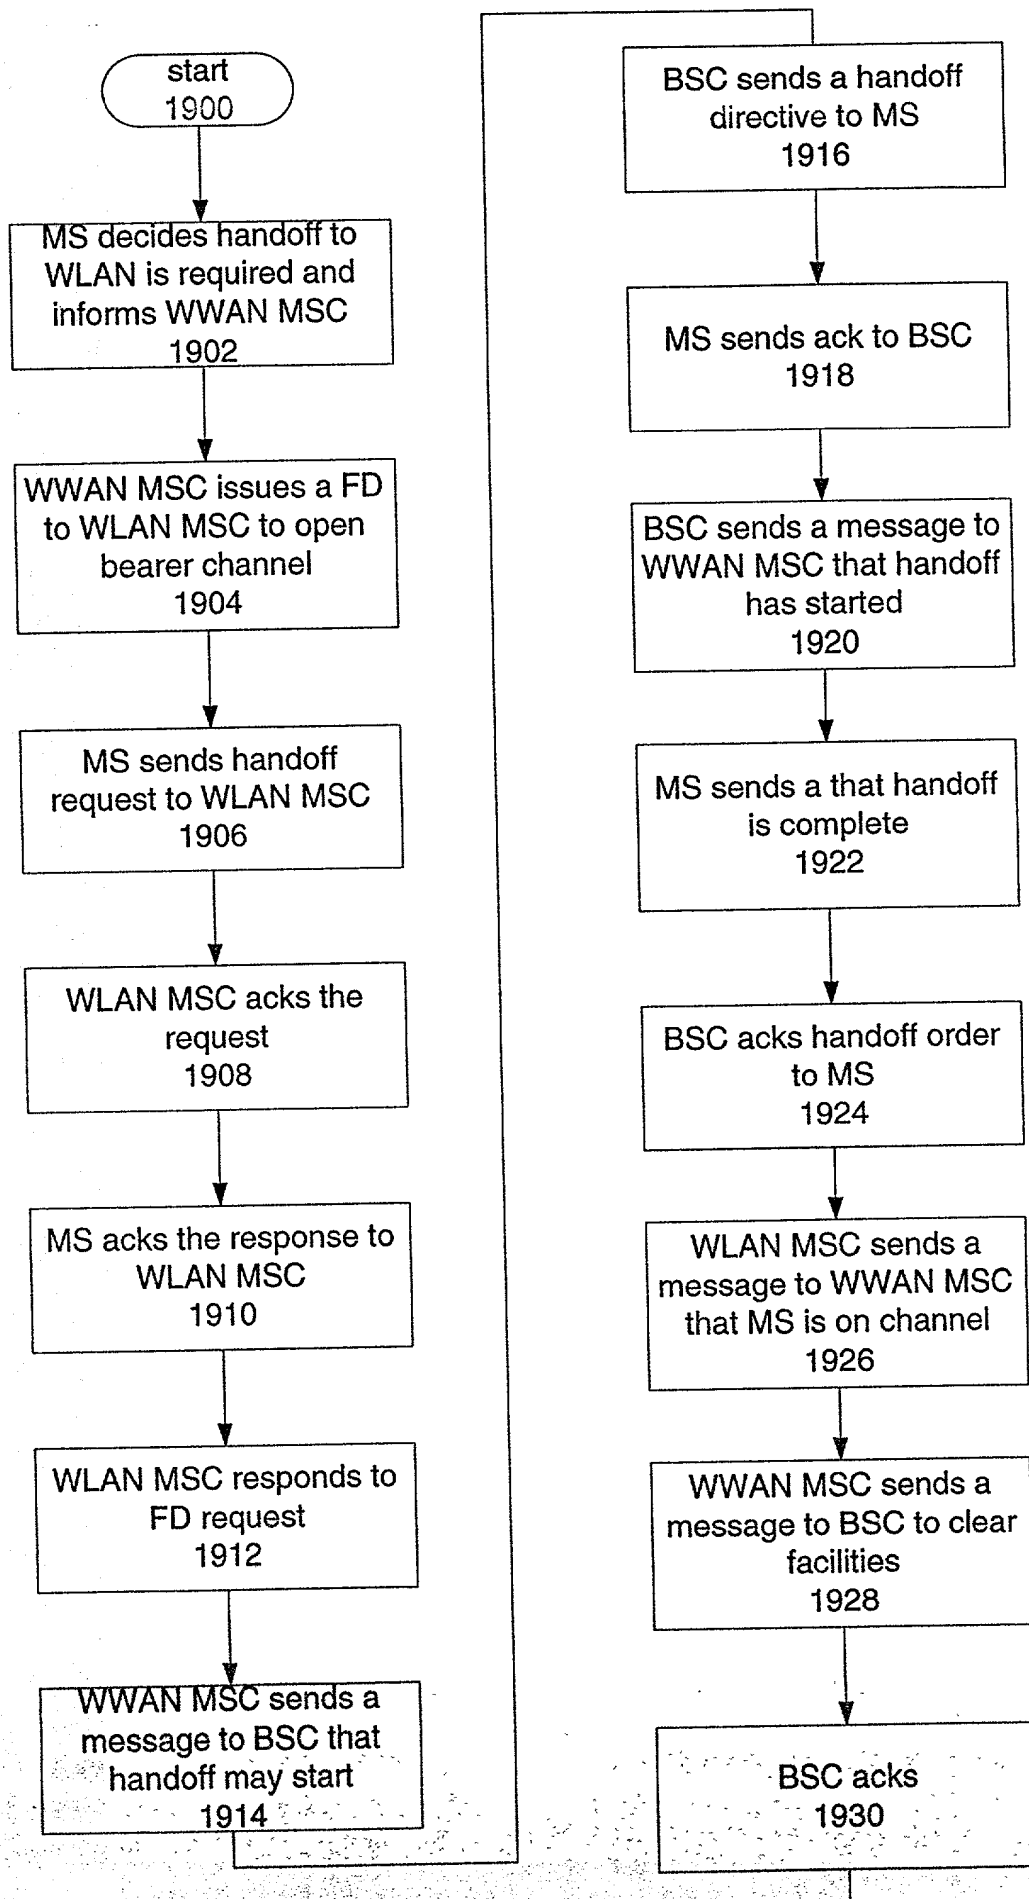 start
1900
MS decides handoff to
WLAN is required and
informs WWAN MSC
1902
WWAN MSC issues a FD
to WLAN MSC to open
bearer channel
1904
MS sends handoff
request to WLAN MSC
1906
WLAN MSC acks the
request
1908
MS acks the response to
WLAN MSC
1910
WLAN MSC responds to
FD request
1912
WWAN MSC sends a
message to BSC that
handoff may start
1914
BSC sends a handoff
directive to MS
1916
MS sends ack to BSC
1918
BSC sends a message to
WWAN MSC that handoff
has started
1920
MS sends a that handoff
is complete
1922
BSC acks handoff order
to MS
1924
WLAN MSC sends a
message to WWAN MSC
that MS is on channel
1926
WWAN MSC sends a
message to BSC to clear
facilities
1928
BSC acks
1930